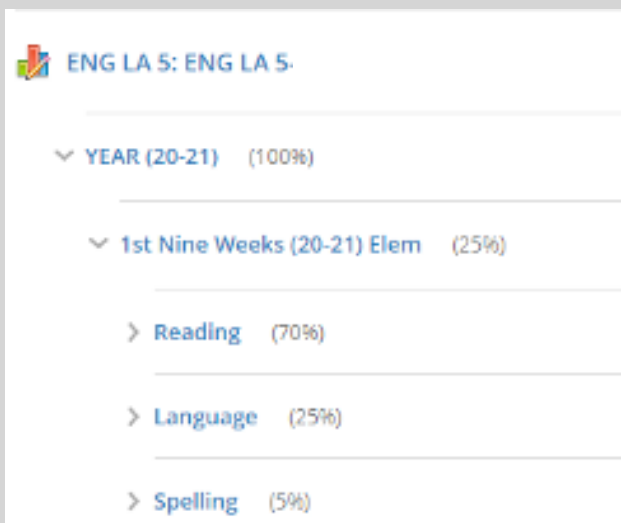 ENG LA 5: ENG LA 5-
YEAR (20-21) (100%)
1st Nine Weeks (20-21) Elem (25%)
Reading (70%)
Language (25%)
Spelling (5%)